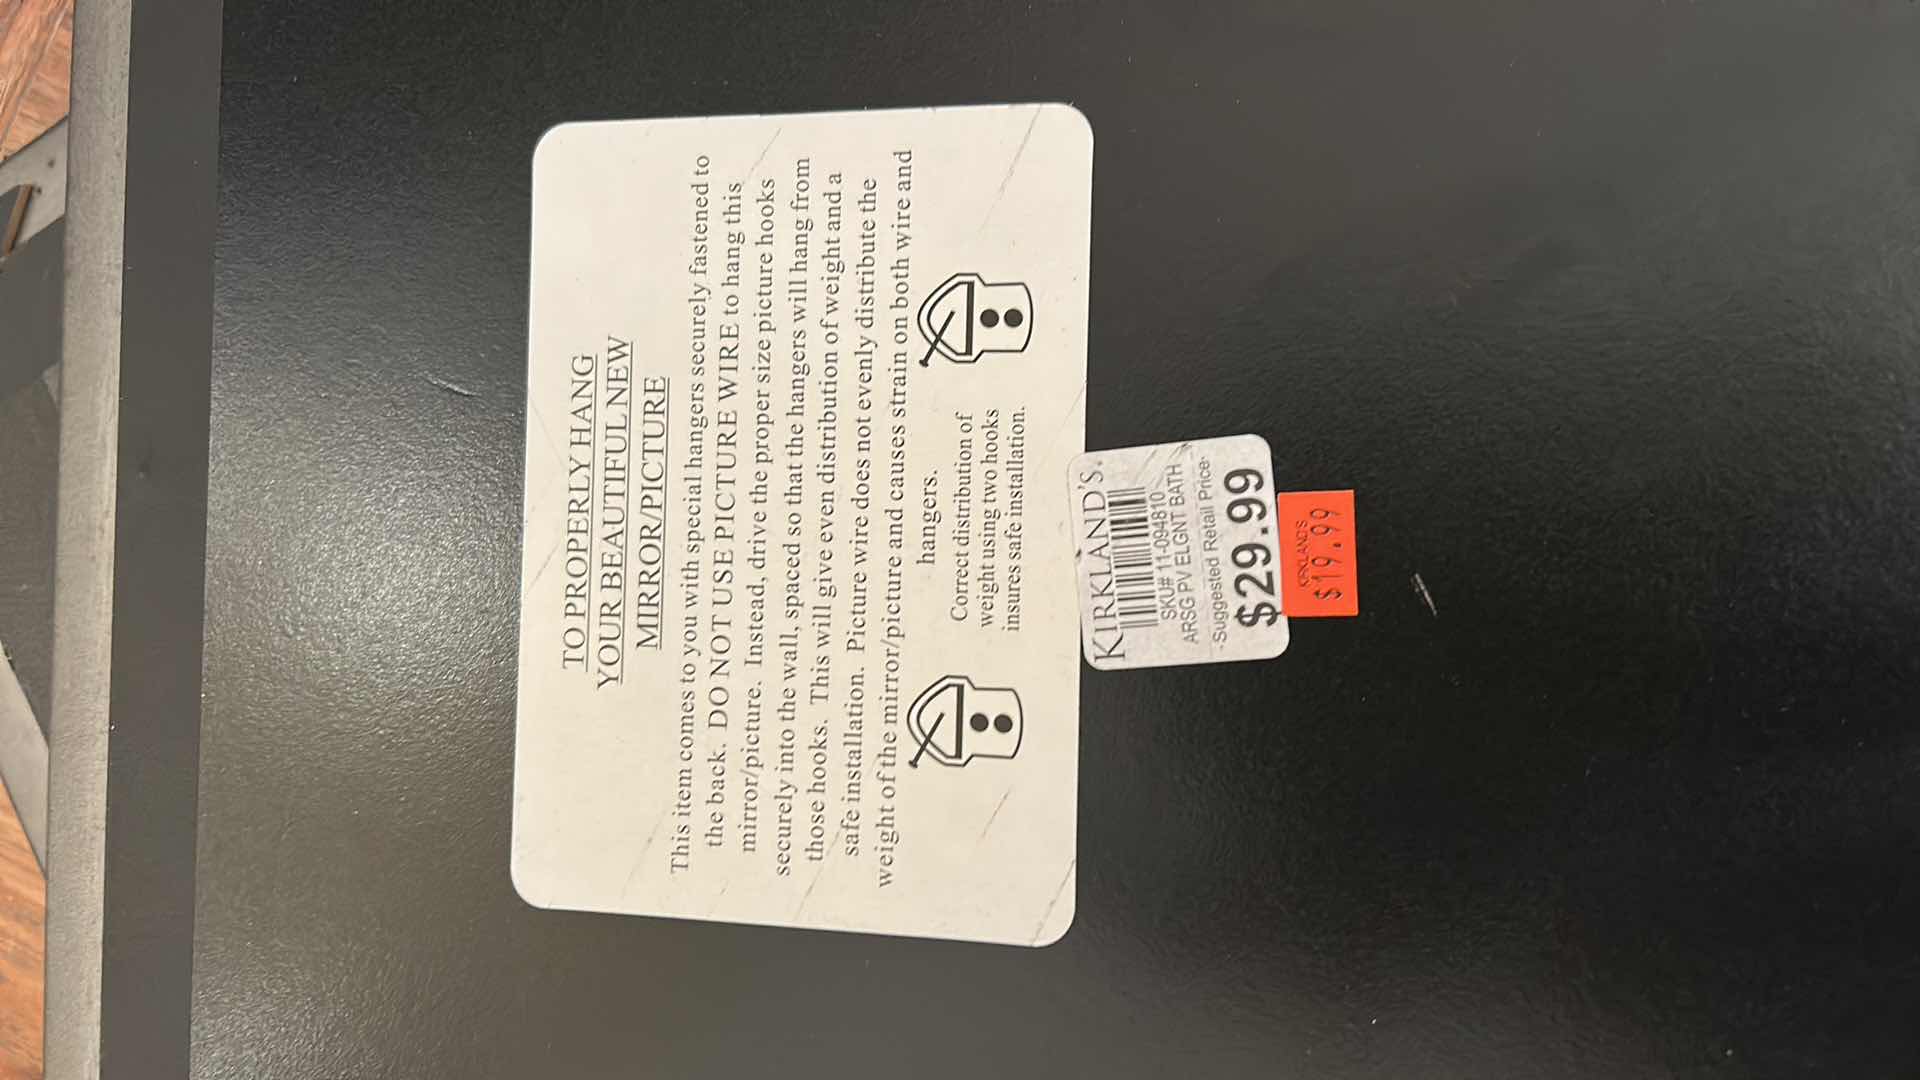 TO PROPERLY HANG
YOUR BEAUTIFUL NEW
MIRROR/PICTURE
This item comes to you with special hangers securely fastened to
the back. DO NOT USE PICTURE WIRE to hang this
mirror/picture. Instead, drive the proper size picture hooks
securely into the wall, spaced so that the hangers will hang from
those hooks. This will give even distribution of weight and a
safe installation. Picture wire does not evenly distribute the
weight of the mirror/picture and causes strain on both wire and
hangers.
Correct distribution of
weight using two hooks
insures safe installation.
KIRKLAND'S.
SKU# 11-094810
ARSG PV ELGNT BATH
-Suggested Retail Price-
$29.99
KIRKLAND'S
$19.99